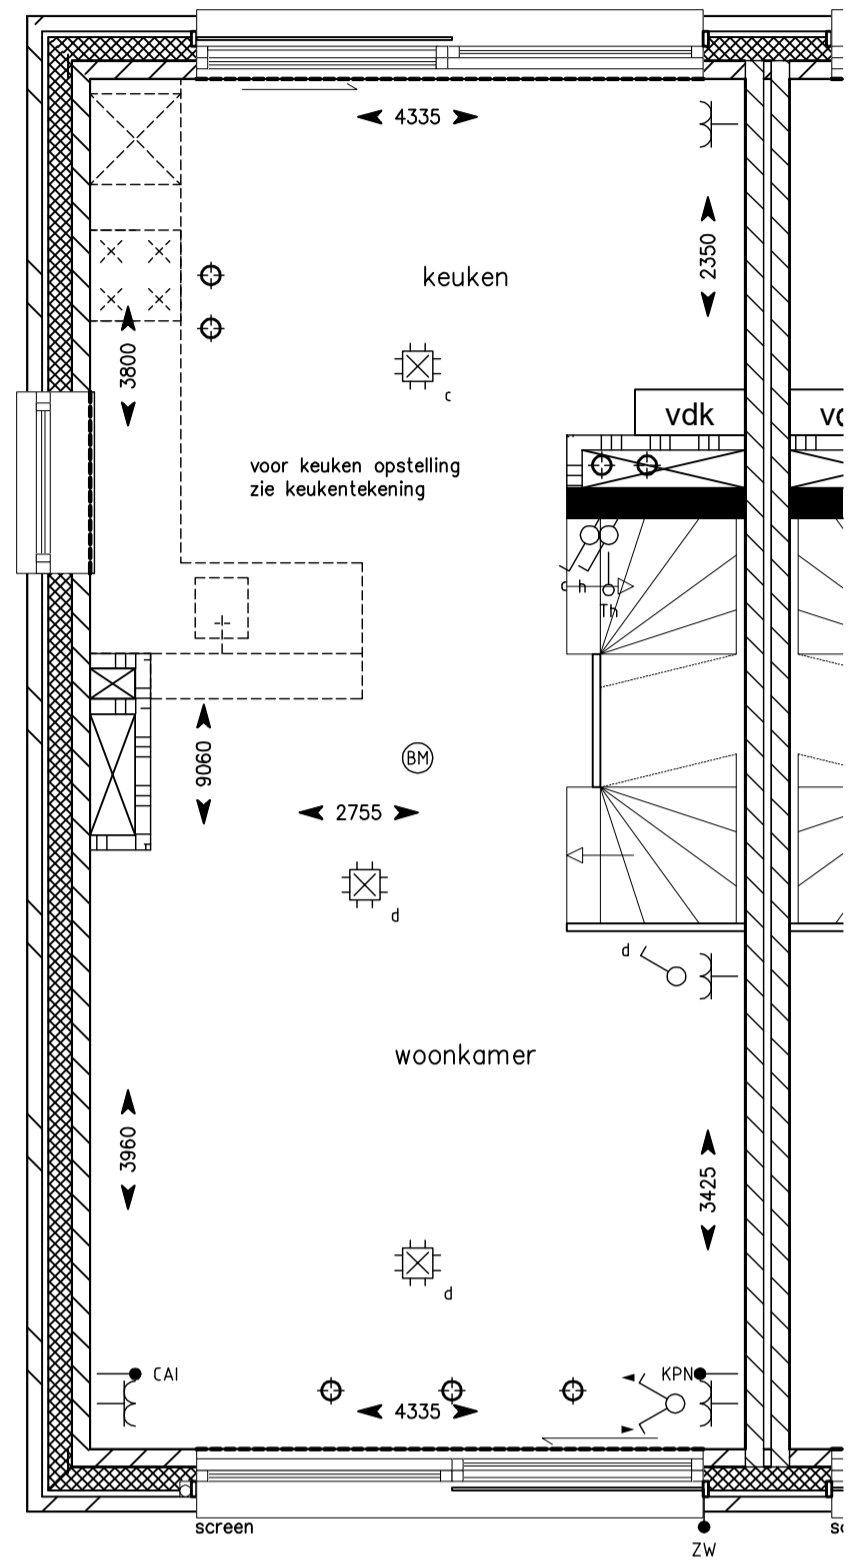 4335
2350
keuken
3800
c
vdk
voor keuken opstelling
zie keukentekening
h
Th
9060
BM
2755
d
d
woonkamer
3960
3425
d
CAI
KPN
4335
screen
ZW